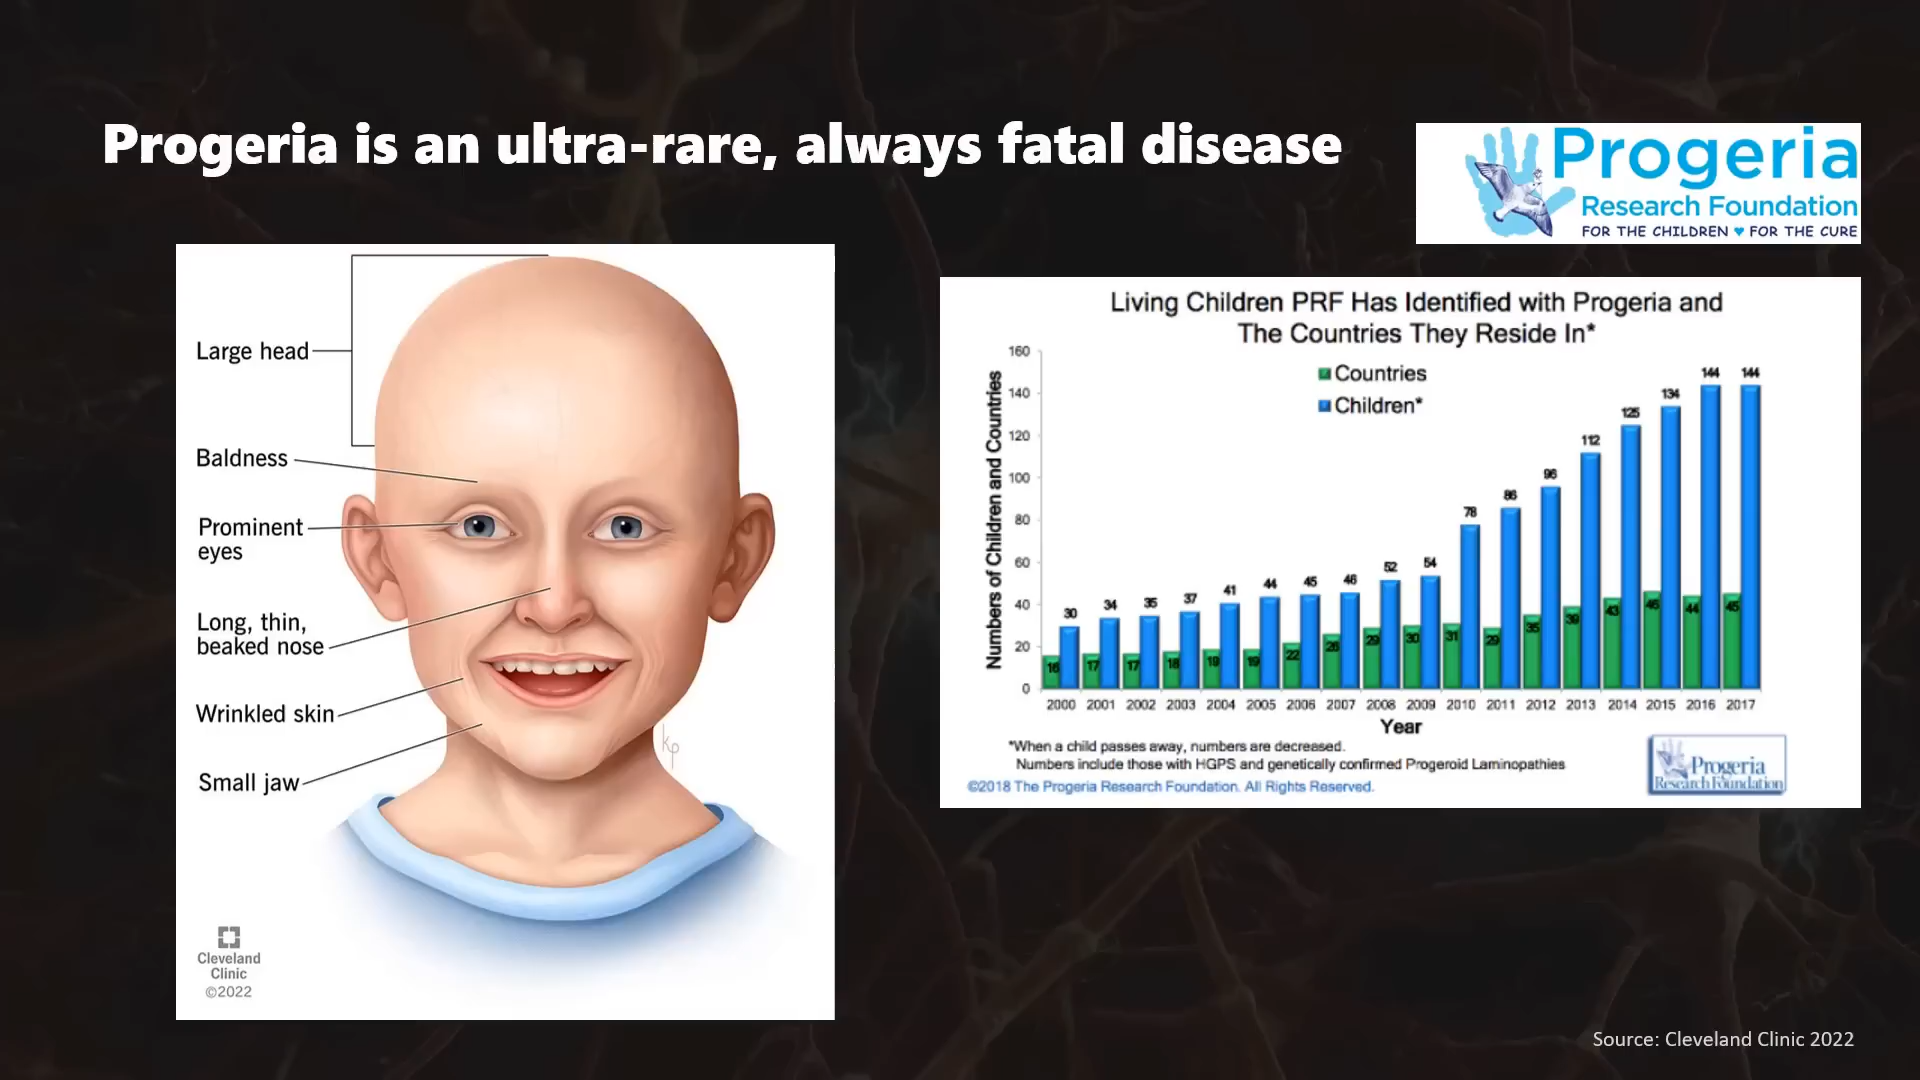 Progeria is an ultra-rare, always fatal disease
Progeria
Research Foundation
FOR THE CHILDREN ♥ FOR THE CURE
Large head
Baldness
Prominent
eyes
Long, thin,
beaked nose
Wrinkled skin
Small jaw
kp
Cleveland
Clinic
©2022
Living Children PRF Has Identified with Progeria and
The Countries They Reside In*
Countries
Children*
Numbers of Children and Countries
160
140
120
100
80
60
40
20
0
30 34 35 37 41 44 45 46 52 54 78 86 96 112 125 134 144 144
16 17 17 18 19 19 22 26 29 30 31 29 35 39 43 46 44 45
2000 2001 2002 2003 2004 2005 2006 2007 2008 2009 2010 2011 2012 2013 2014 2015 2016 2017
Year
*When a child passes away, numbers are decreased.
Numbers include those with HGPS and genetically confirmed Progeroid Laminopathies
©2018 The Progeria Research Foundation. All Rights Reserved.
Progeria
Research Foundation
Source: Cleveland Clinic 2022